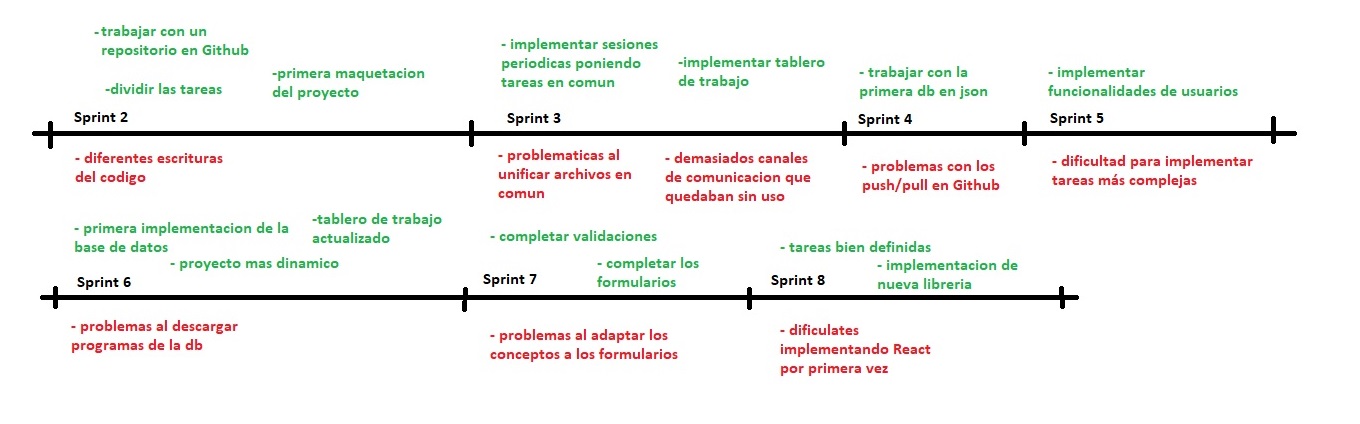 -trabajar con un
repositorio en Github
-dividir las tareas
-primera maquetacion
del proyecto
Sprint 2
- diferentes escrituras
del codigo
- implementar sesiones
periodicas poniendo
tareas en comun
-implementar tablero
de trabajo
Sprint 3
- problematicas al
unificar archivos en
comun
- demasiados canales
de comunicacion que
quedaban sin uso
- trabajar con la
primera db en json
Sprint 4
- problemas con los
push/pull en Github
- implementar
funcionalidades de usuarios
Sprint 5
- dificultad para implementar
tareas más complejas
- primera implementacion de la
base de datos
-tablero de trabajo
actualizado
- proyecto mas dinamico
Sprint 6
- problemas al descargar
programas de la db
- completar validaciones
- completar los
formularios
Sprint 7
- problemas al adaptar los
conceptos a los formularios
- tareas bien definidas
- implementacion de
nueva libreria
Sprint 8
- dificulates
implementando React
por primera vez